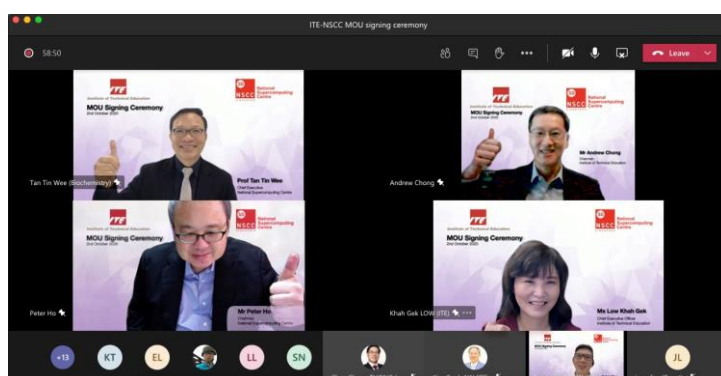 ITE-NSCC MOU signing ceremony
58:50
Leave
ITE
Institute of Technical Education
NSCC
National
Supercomputing
Centre
MOU Signing Ceremony
2nd October 2020
Prof Tan Tin Wee
Chief Executive
National Supercomputing Centre
Tan Tin Wee (Biochemistry)
ITE
Institute of Technical Education
NSCC
National
Supercomputing
Centre
MOU Signing Ceremony
2nd October 2020
Mr Andrew Chong
Chairman
Institute of Technical Education
Andrew Chong
ITE
Institute of Technical Education
NSCC
National
Supercomputing
Centre
MOU Signing Ceremony
2nd October 2020
Mr Peter Ho
Chairman
National Supercomputing Centre
Peter Ho
ITE
Institute of Technical Education
NSCC
National
Supercomputing
Centre
MOU Signing Ceremony
2nd October 2020
Ms Low Khah Gek
Chief Executive Officer
Institute of Technical Education
Khah Gek LOW (ITE)
+13
KT
EL
LL
SN
JL